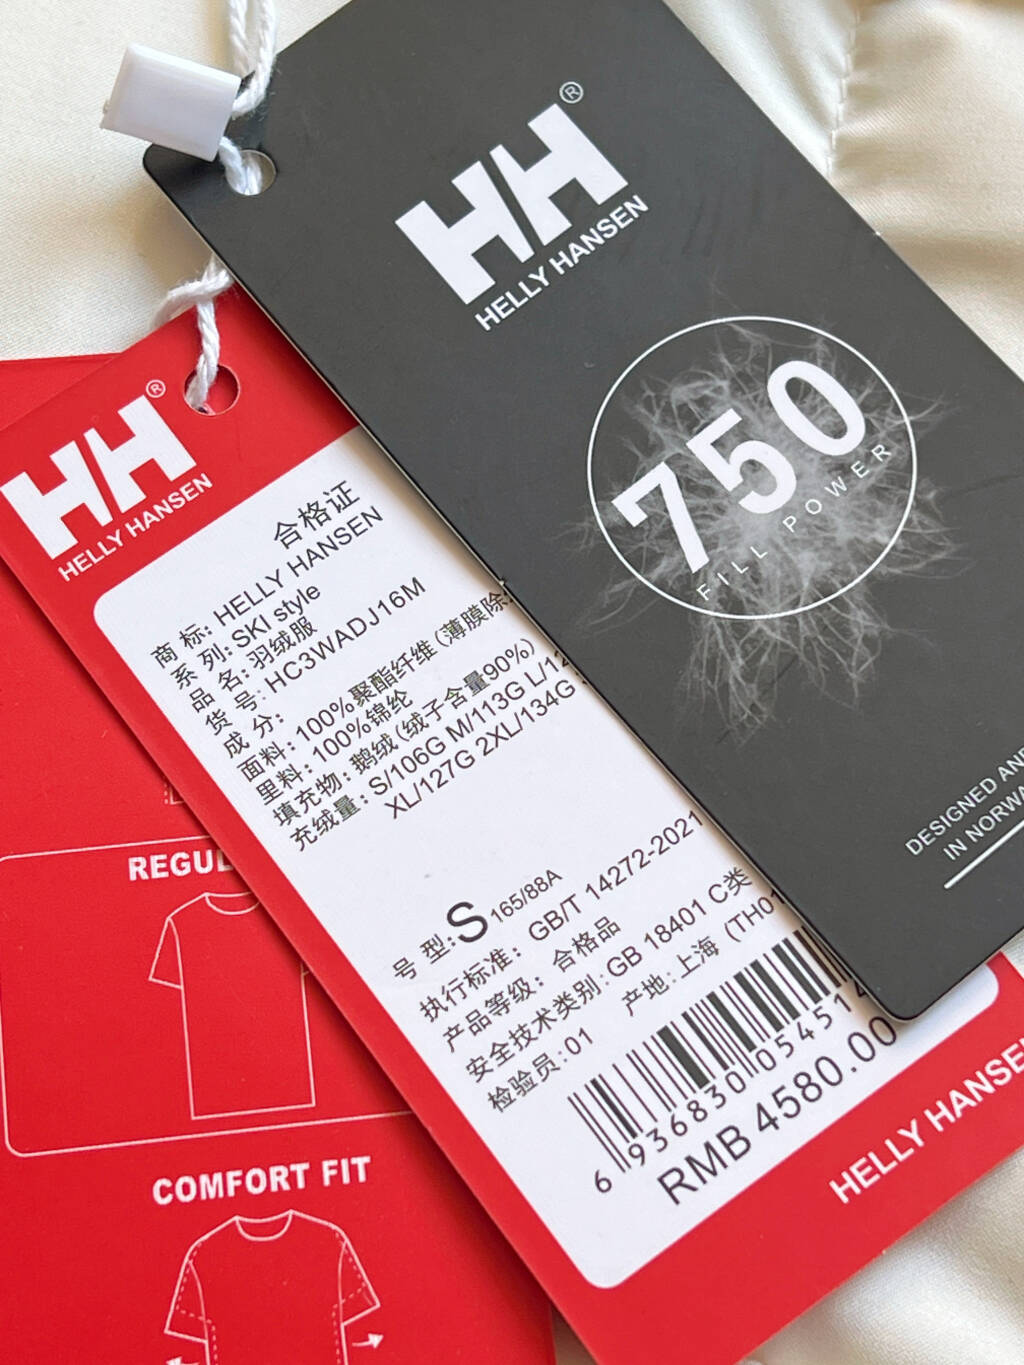 HH®
HELLY HANSEN
750
FILL POWER
DESIGNED AND
IN NORWA
HH®
HELLY HANSEN
合格证
商 标: HELLY HANSEN
系 列: SKI style
品 名: 羽绒服
货 号: HC3WADJ16M
成 分:
面料: 100%聚酯纤维(薄膜除
里料: 100%锦纶
填充物: 鹅绒(绒子含量90%)
充绒量: S/106G M/113G L/12
XL/127G 2XL/134G
号 型: S 165/88A
执行标准: GB/T 14272-2021
产品等级: 合格品
安全技术类别: GB 18401 C类
检验员: 01 产地: 上海 (TH01
6 936830 05451
RMB 4580.00
HELLY HANSE
REGUL
COMFORT FIT